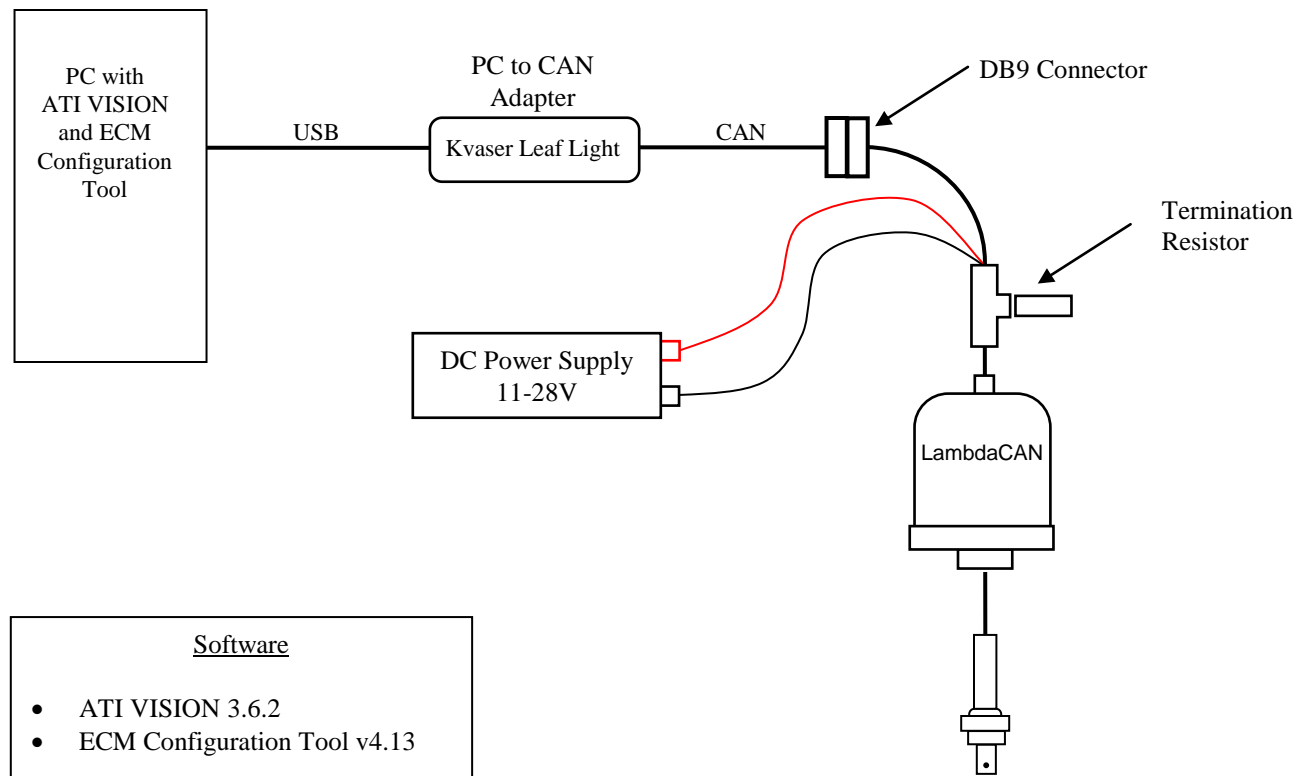 PC with
ATI VISION
and ECM
Configuration
Tool
USB
PC to CAN
Adapter
Kvaser Leaf Light
CAN
DB9 Connector
Termination
Resistor
DC Power Supply
11-28V
LambdaCAN
Software
• ATI VISION 3.6.2
• ECM Configuration Tool v4.13